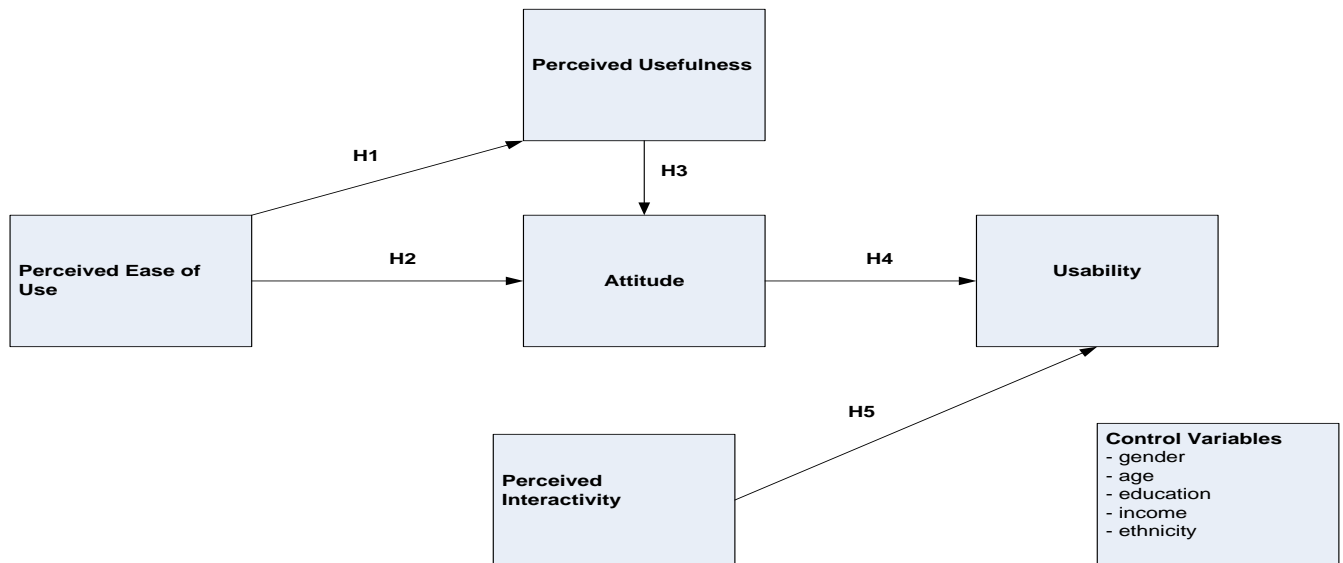 Perceived Usefulness
H1
H3
Perceived Ease of
Use
H2
Attitude
H4
Usability
H5
Perceived
Interactivity
Control Variables
- gender
- age
- education
- income
- ethnicity